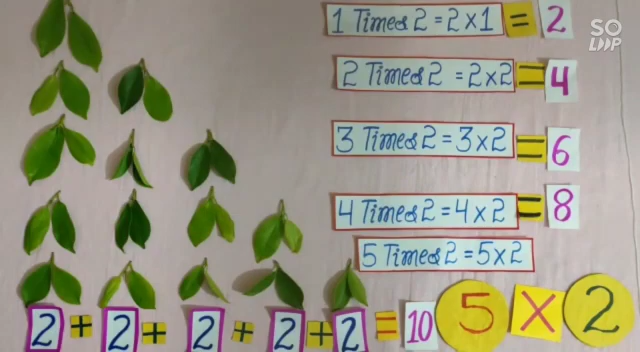 1 Times 2 = 2 x 1 = 2
SO
LOOP
2 Times 2 = 2 x 2 = 4
3 Times 2 = 3 x 2 = 6
4 Times 2 = 4 x 2 = 8
5 Times 2 = 5 x 2
2 + 2 + 2 + 2 + 2 = 10 5 X 2